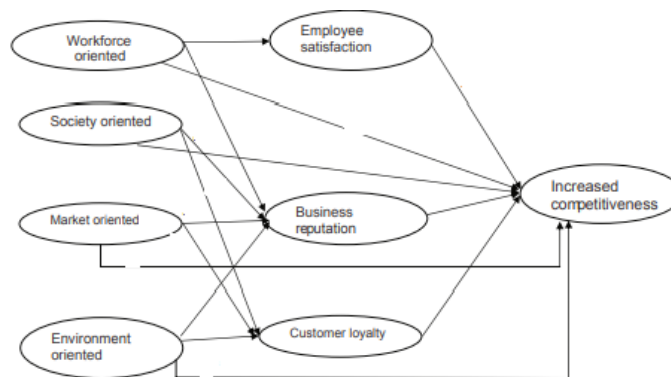 Workforce
oriented
Employee
satisfaction
Society oriented
Increased
competitiveness
Market oriented
Business
reputation
Environment
oriented
Customer loyalty